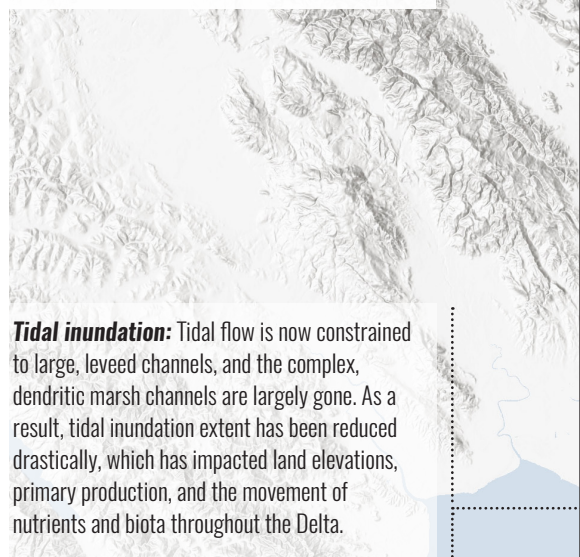 Tidal inundation: Tidal flow is now constrained
to large, leveed channels, and the complex,
dendritic marsh channels are largely gone. As a
result, tidal inundation extent has been reduced
drastically, which has impacted land elevations,
primary production, and the movement of
nutrients and biota throughout the Delta.